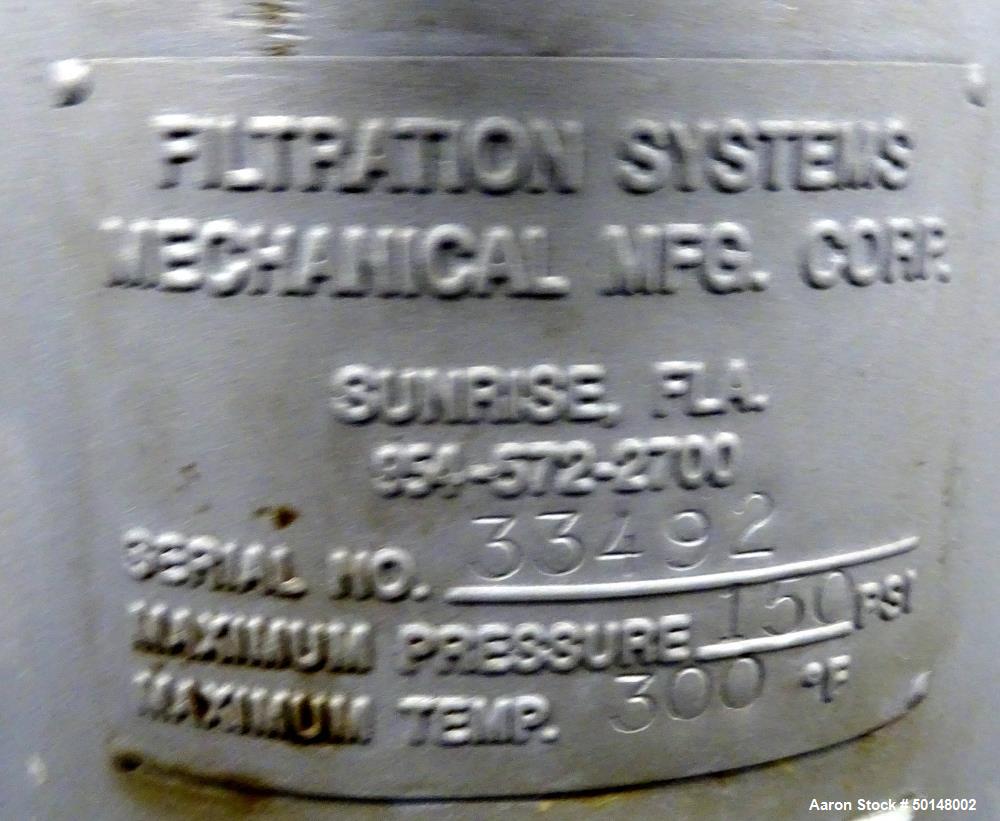 FILTRATION SYSTEMS
MECHANICAL MFG. CORP.
SUNRISE, FLA.
954-572-2700
SERIAL NO. 33492
MAXIMUM PRESSURE 150 PSI
MAXIMUM TEMP. 300 °F
Aaron Stock # 50148002